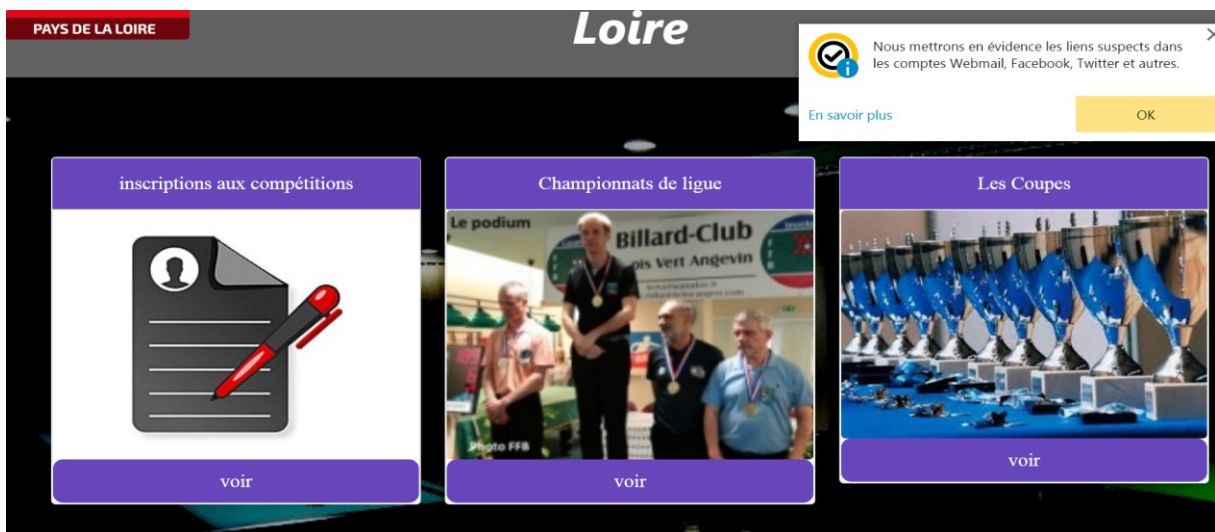 PAYS DE LA LOIRE
Loire
Nous mettrons en évidence les liens suspects dans
les comptes Webmail, Facebook, Twitter et autres.
En savoir plus
OK
inscriptions aux compétitions
Championnats de ligue
Les Coupes
Le podium
Billard-Club
ois Vert Angevin
Photo FFB
voir
voir
voir